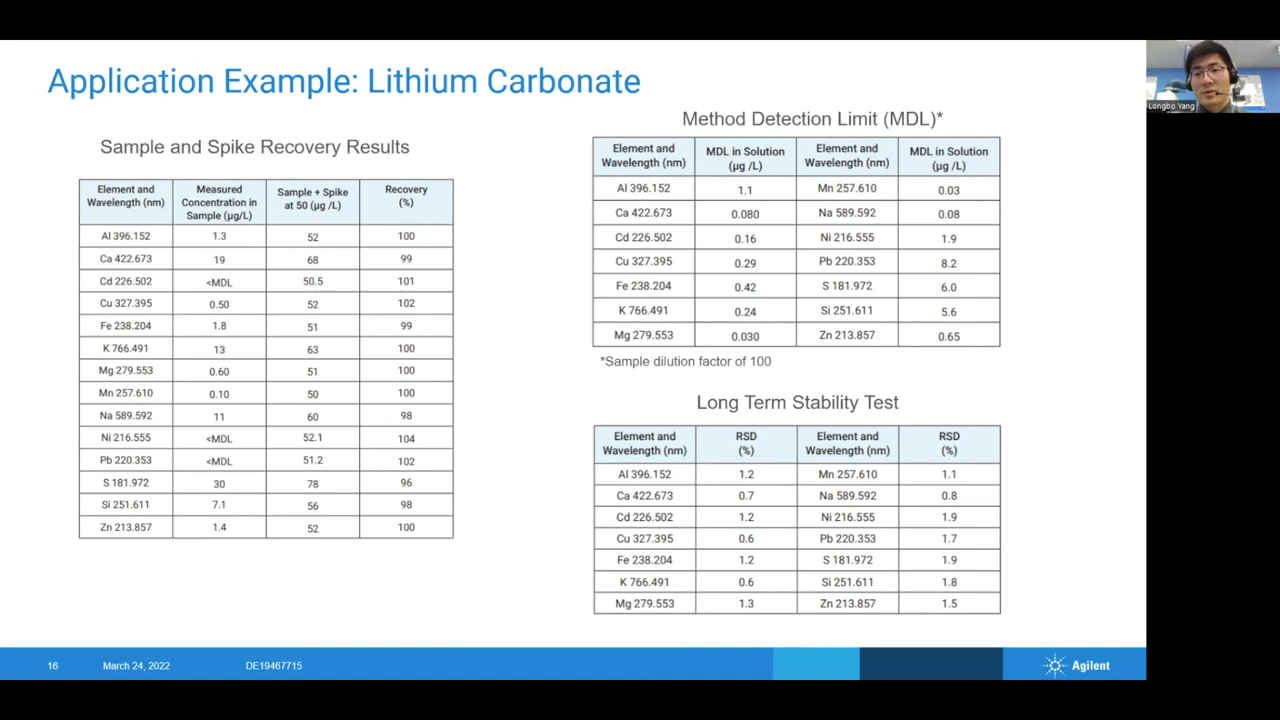 Application Example: Lithium Carbonate
Longbo Yang
Sample and Spike Recovery Results
Element and Wavelength (nm) Measured Concentration in Sample (µg/L) Sample + Spike at 50 (µg /L) Recovery (%)
Al 396.152 1.3 52 100
Ca 422.673 19 68 99
Cd 226.502 <MDL 50.5 101
Cu 327.395 0.50 52 102
Fe 238.204 1.8 51 99
K 766.491 13 63 100
Mg 279.553 0.60 51 100
Mn 257.610 0.10 50 100
Na 589.592 11 60 98
Ni 216.555 <MDL 52.1 104
Pb 220.353 <MDL 51.2 102
S 181.972 30 78 96
Si 251.611 7.1 56 98
Zn 213.857 1.4 52 100
Method Detection Limit (MDL)*
Element and Wavelength (nm) MDL in Solution (µg /L) Element and Wavelength (nm) MDL in Solution (µg /L)
Al 396.152 1.1 Mn 257.610 0.03
Ca 422.673 0.080 Na 589.592 0.08
Cd 226.502 0.16 Ni 216.555 1.9
Cu 327.395 0.29 Pb 220.353 8.2
Fe 238.204 0.42 S 181.972 6.0
K 766.491 0.24 Si 251.611 5.6
Mg 279.553 0.030 Zn 213.857 0.65
*Sample dilution factor of 100
Long Term Stability Test
Element and Wavelength (nm) RSD (%) Element and Wavelength (nm) RSD (%)
Al 396.152 1.2 Mn 257.610 1.1
Ca 422.673 0.7 Na 589.592 0.8
Cd 226.502 1.2 Ni 216.555 1.9
Cu 327.395 0.6 Pb 220.353 1.7
Fe 238.204 1.2 S 181.972 1.9
K 766.491 0.6 Si 251.611 1.8
Mg 279.553 1.3 Zn 213.857 1.5
16 March 24, 2022 DE19467715 Agilent